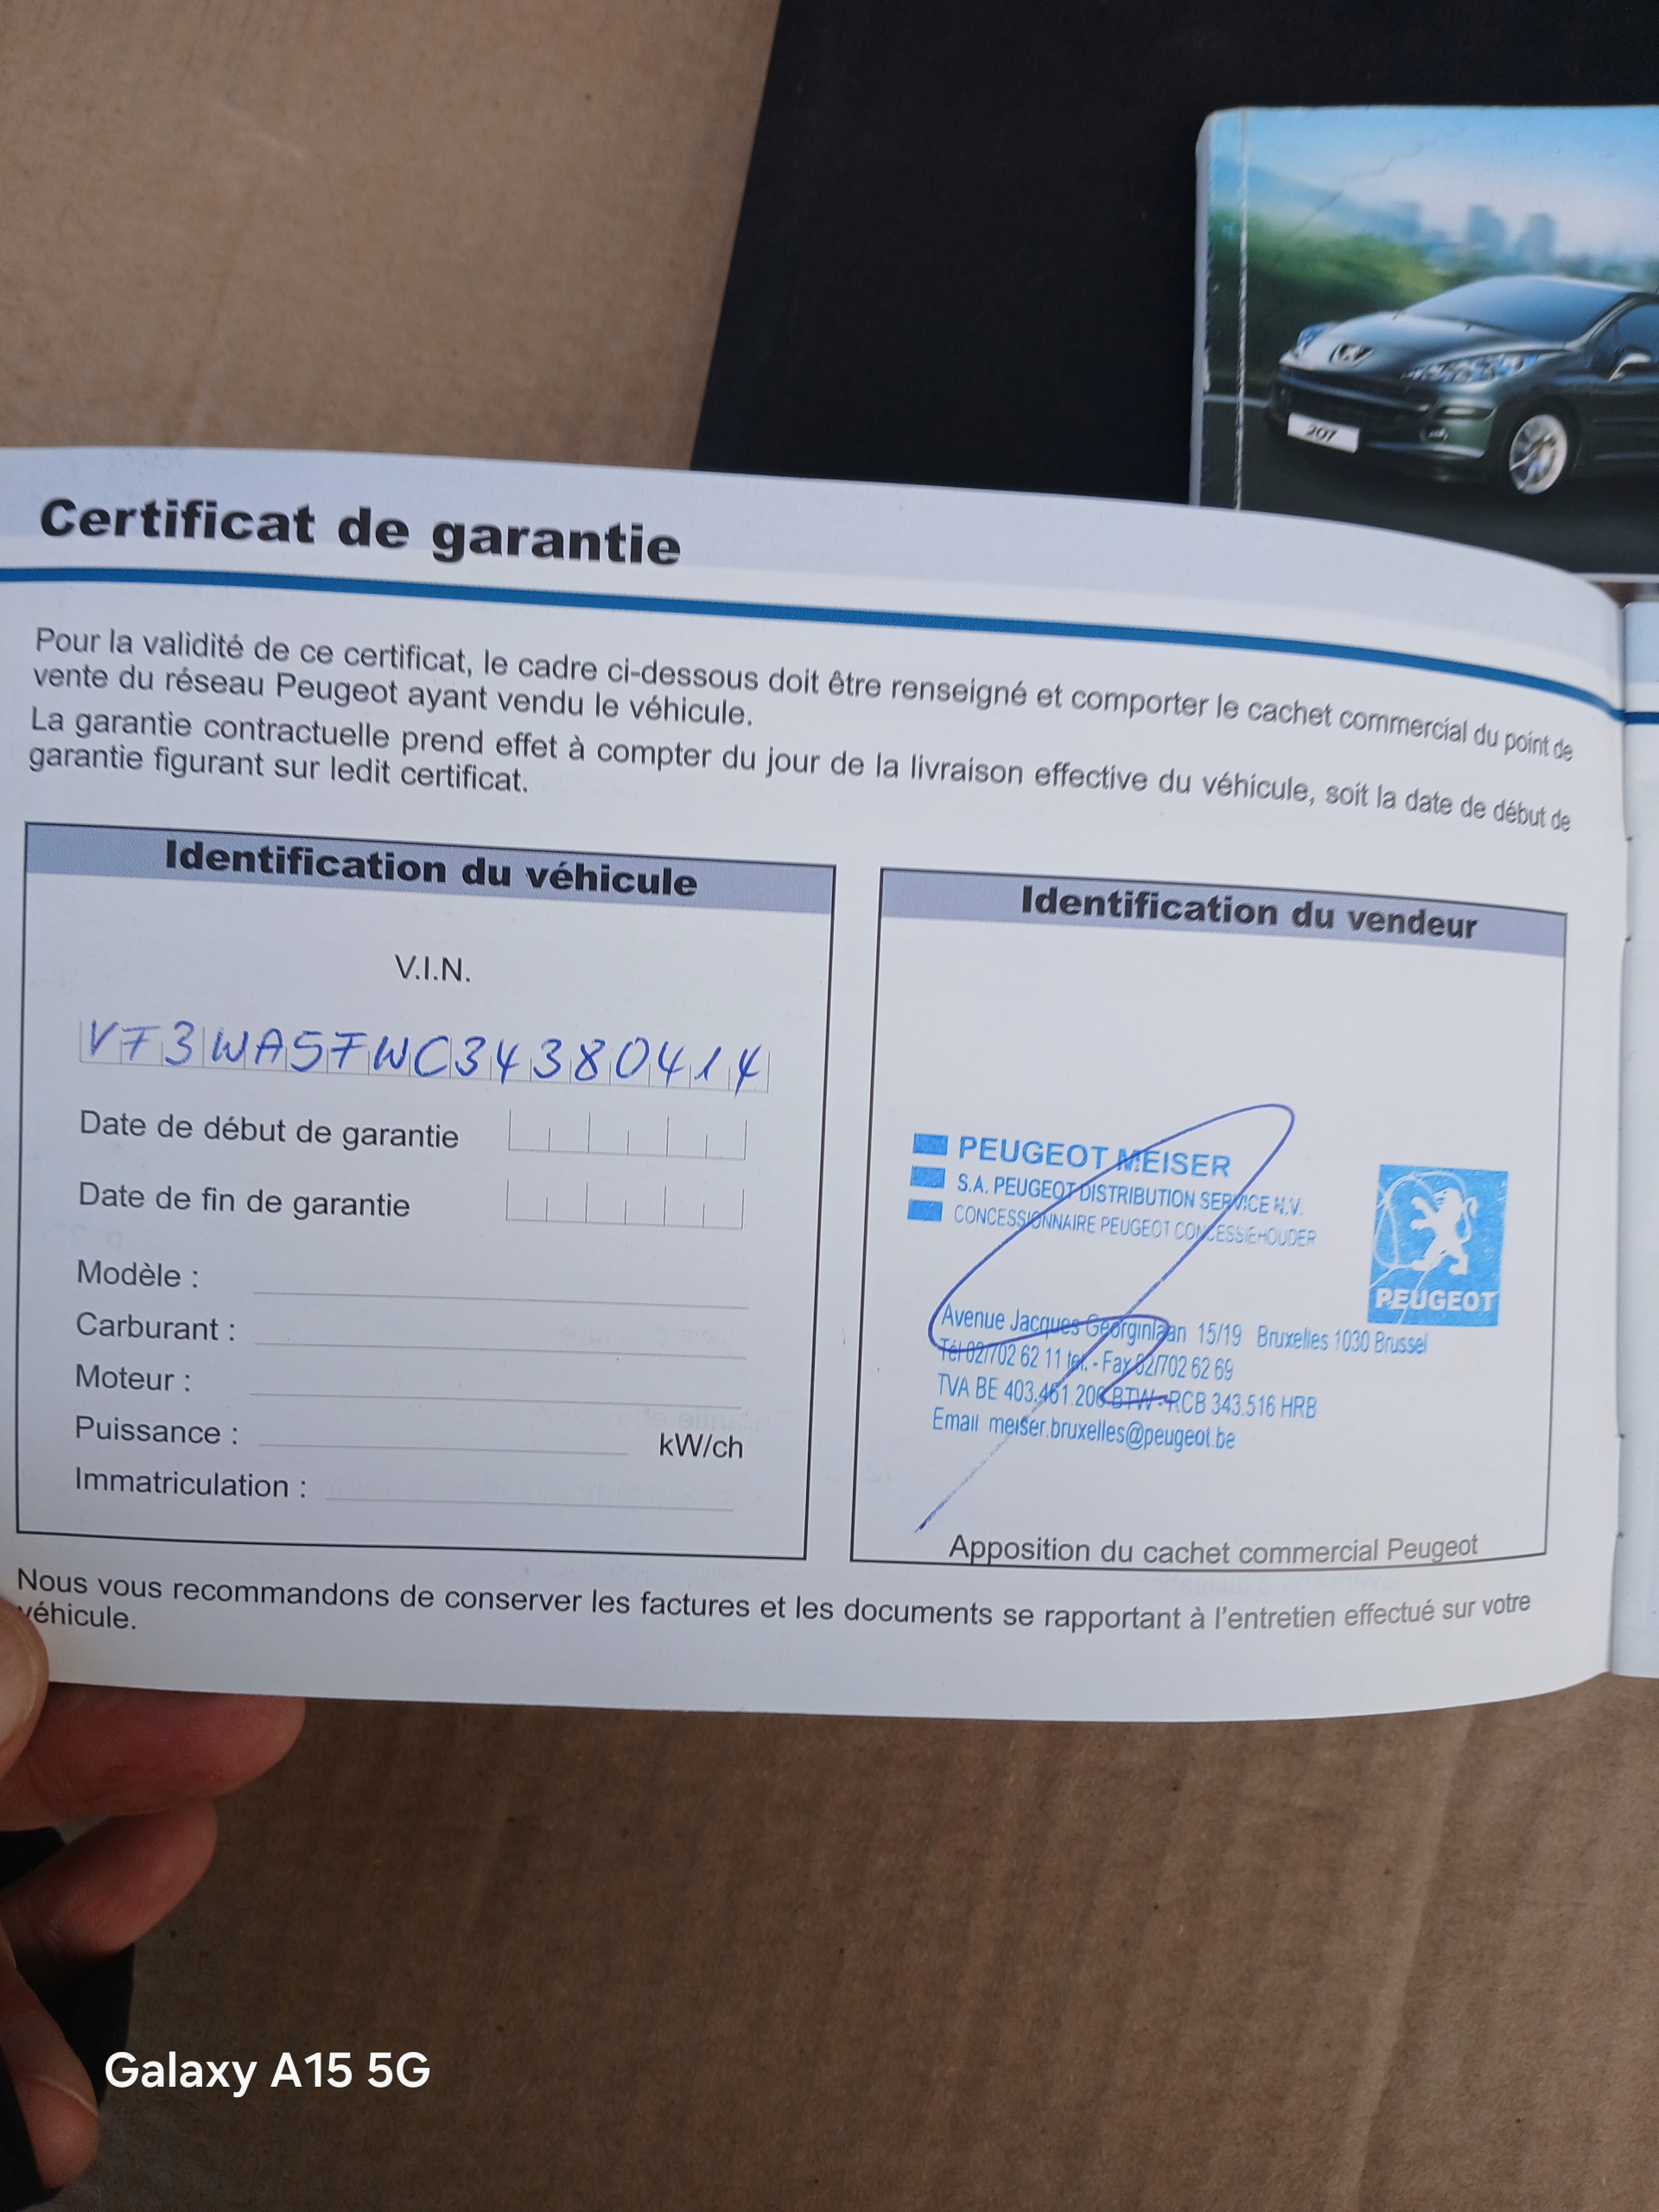 207
Certificat de garantie
Pour la validité de ce certificat, le cadre ci-dessous doit être renseigné et comporter le cachet commercial du point de
vente du réseau Peugeot ayant vendu le véhicule.
La garantie contractuelle prend effet à compter du jour de la livraison effective du véhicule, soit la date de début de
garantie figurant sur ledit certificat.
Identification du véhicule
V.I.N.
VF3WA5FWC34380414
Date de début de garantie
Date de fin de garantie
Modèle :
Carburant :
Moteur :
Puissance : kW/ch
Immatriculation :
Identification du vendeur
PEUGEOT MEISER
S.A. PEUGEOT DISTRIBUTION SERVICE N.V.
CONCESSIONNAIRE PEUGEOT CONCESSIEHOUDER
PEUGEOT
Avenue Jacques Georginlaan 15/19 Bruxelles 1030 Brussel
Tél 02/702 62 11 tel. - Fax 02/702 62 69
TVA BE 403.461.206 BTW - RCB 343.516 HRB
Email meiser.bruxelles@peugeot.be
Apposition du cachet commercial Peugeot
Nous vous recommandons de conserver les factures et les documents se rapportant à l'entretien effectué sur votre
véhicule.
Galaxy A15 5G